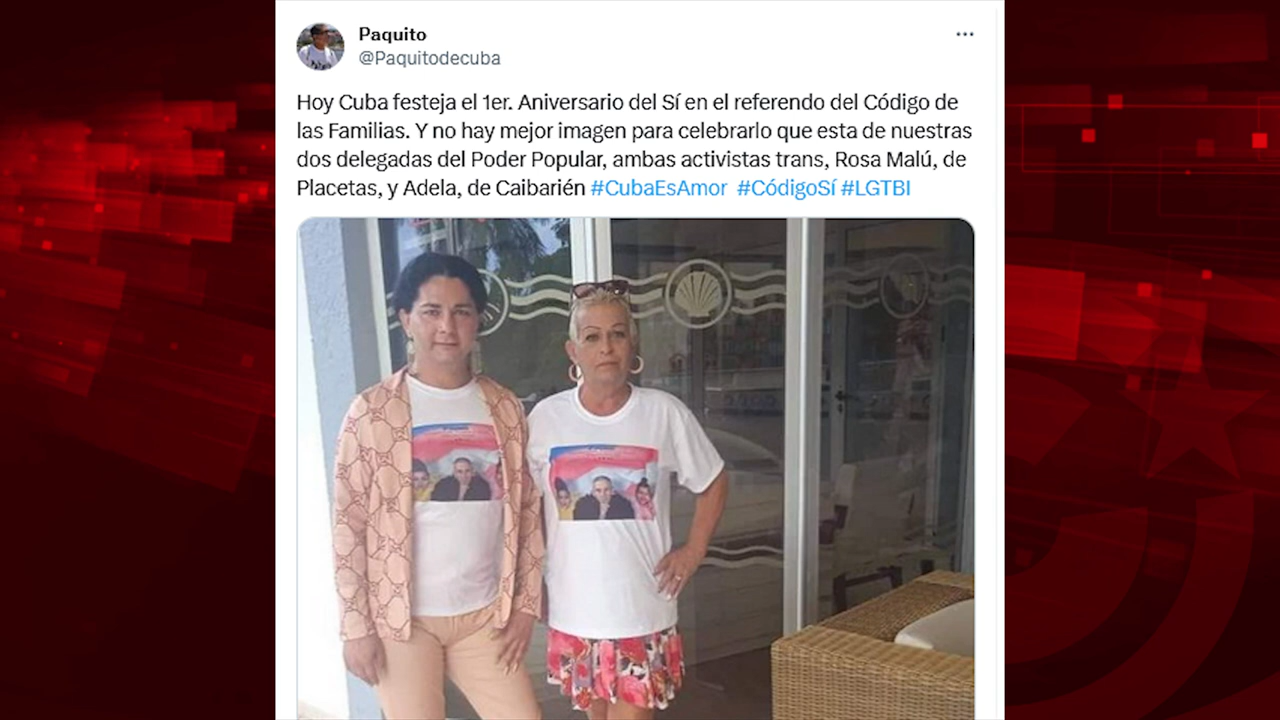 Paquito
@Paquitodecuba
Hoy Cuba festeja el 1er. Aniversario del Sí en el referendo del Código de
las Familias. Y no hay mejor imagen para celebrarlo que esta de nuestras
dos delegadas del Poder Popular, ambas activistas trans, Rosa Malú, de
Placetas, y Adela, de Caibarién #CubaEsAmor #CódigoSí #LGTBI